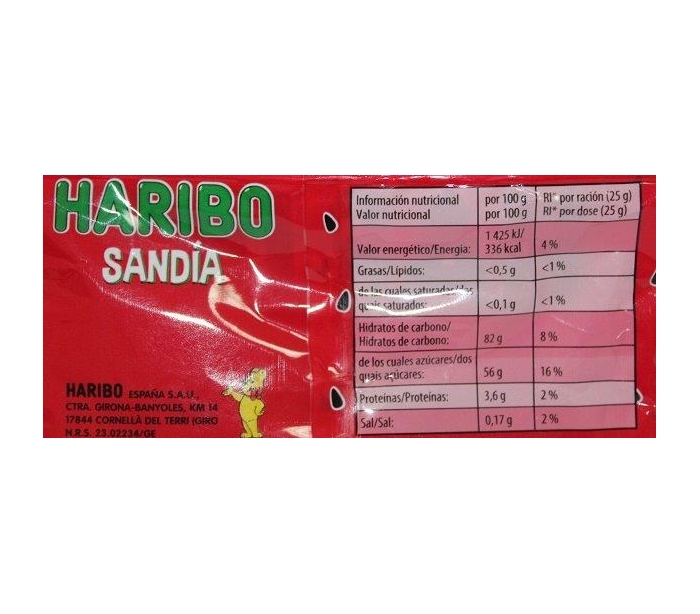 HARIBO
SANDÍA
HARIBO ESPAÑA S.A.U.,
CTRA. GIRONA-BANYOLES, KM 14
17844 CORNELLÀ DEL TERRI (GIRO
N.R.S. 23.02234/GE
Información nutricional por 100 g RI* por ración (25 g)
Valor nutricional por 100 g RI* por dose (25 g)
1 425 kJ/
Valor energético/Energia: 336 kcal 4 %
Grasas/Lípidos: <0,5 g <1 %
de las cuales saturadas/dos
quais saturados: <0,1 g <1 %
Hidratos de carbono/
Hidratos de carbono: 82 g 8 %
de los cuales azúcares/dos
quais açúcares: 56 g 16 %
Proteínas/Proteínas: 3,6 g 2 %
Sal/Sal: 0,17 g 2 %